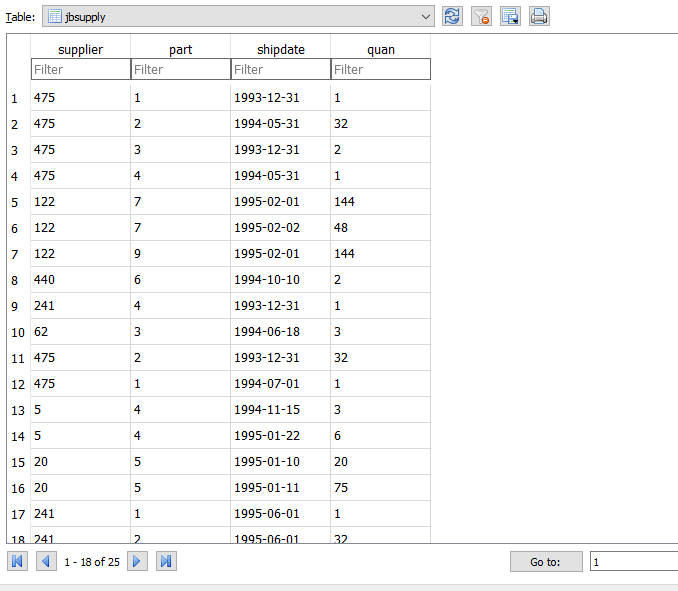 Table: jbsupply
supplier part shipdate quan
Filter Filter Filter Filter
1 475 1 1993-12-31 1
2 475 2 1994-05-31 32
3 475 3 1993-12-31 2
4 475 4 1994-05-31 1
5 122 7 1995-02-01 144
6 122 7 1995-02-02 48
7 122 9 1995-02-01 144
8 440 6 1994-10-10 2
9 241 4 1993-12-31 1
10 62 3 1994-06-18 3
11 475 2 1993-12-31 32
12 475 1 1994-07-01 1
13 5 4 1994-11-15 3
14 5 4 1995-01-22 6
15 20 5 1995-01-10 20
16 20 5 1995-01-11 75
17 241 1 1995-06-01 1
18 241 2 1995-06-01 32
1 - 18 of 25 Go to: 1